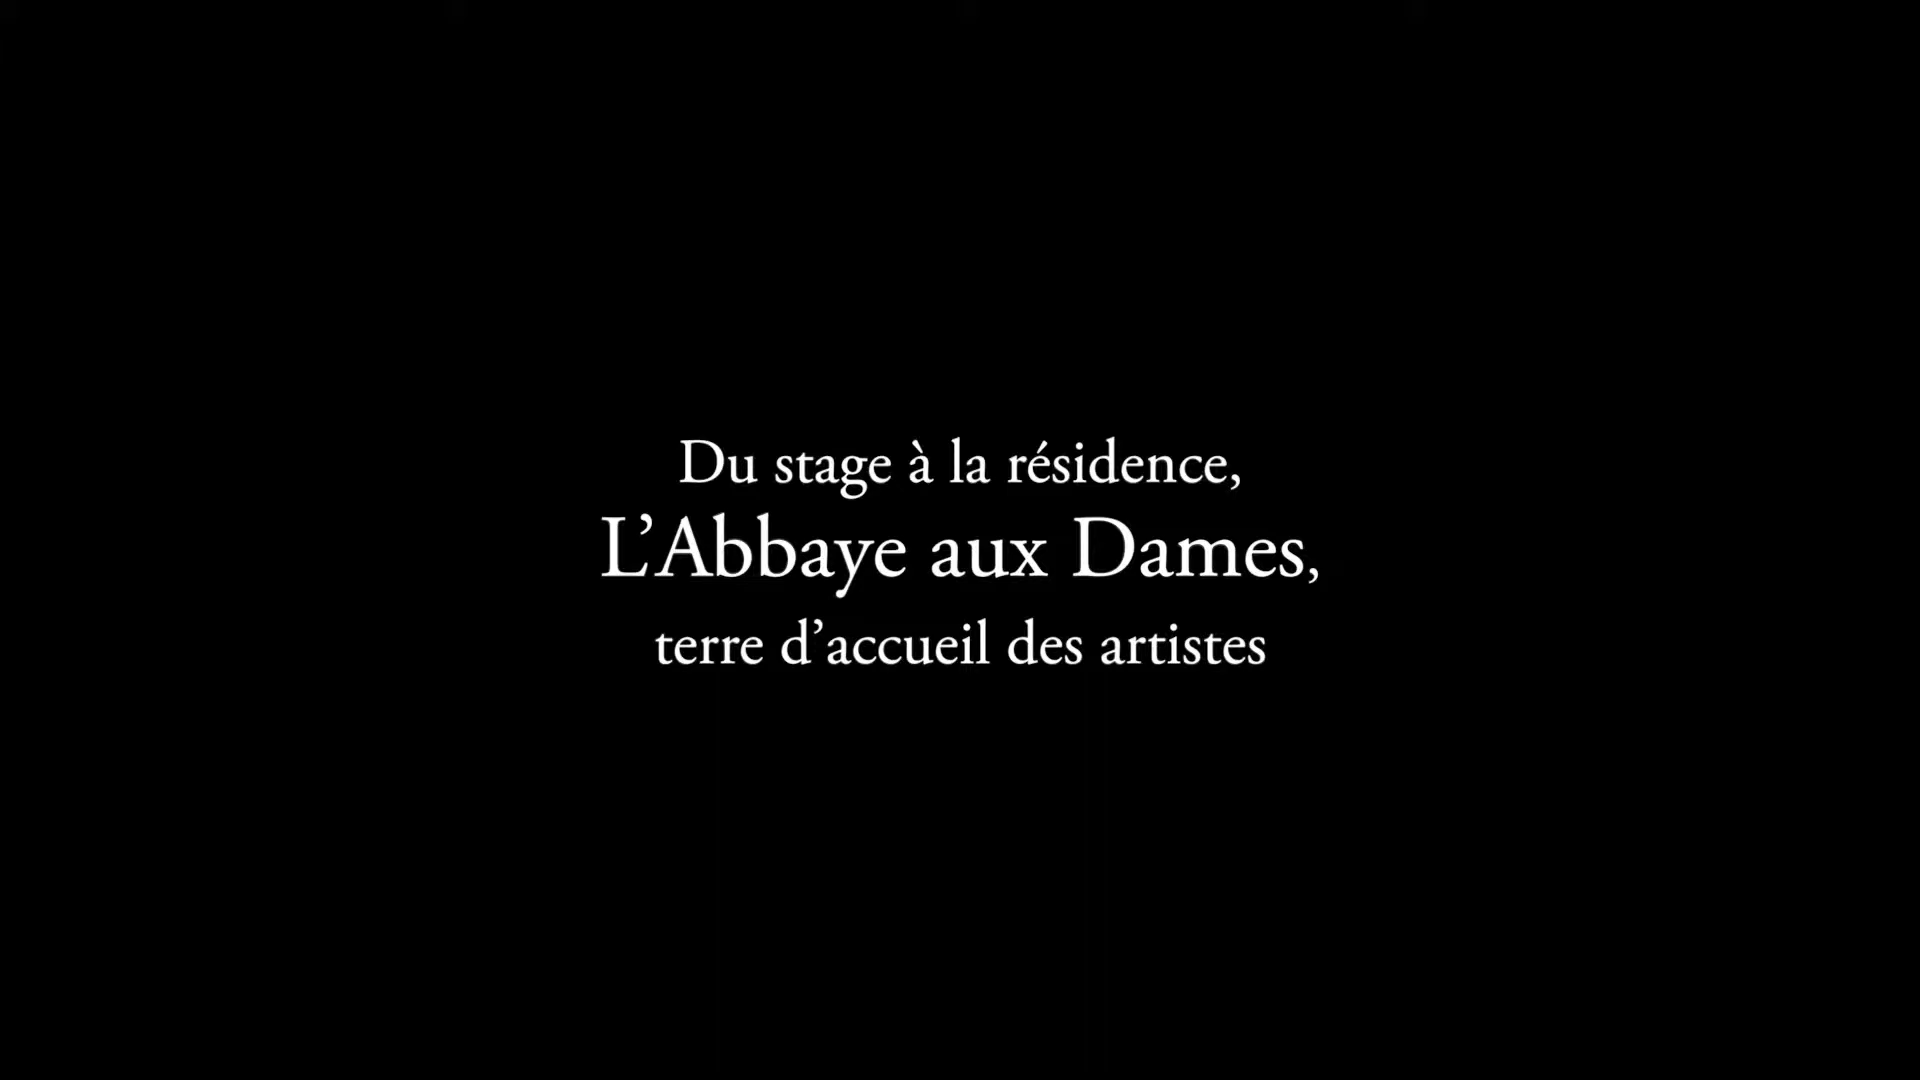 Du stage à la résidence,
L’Abbaye aux Dames,
terre d’accueil des artistes